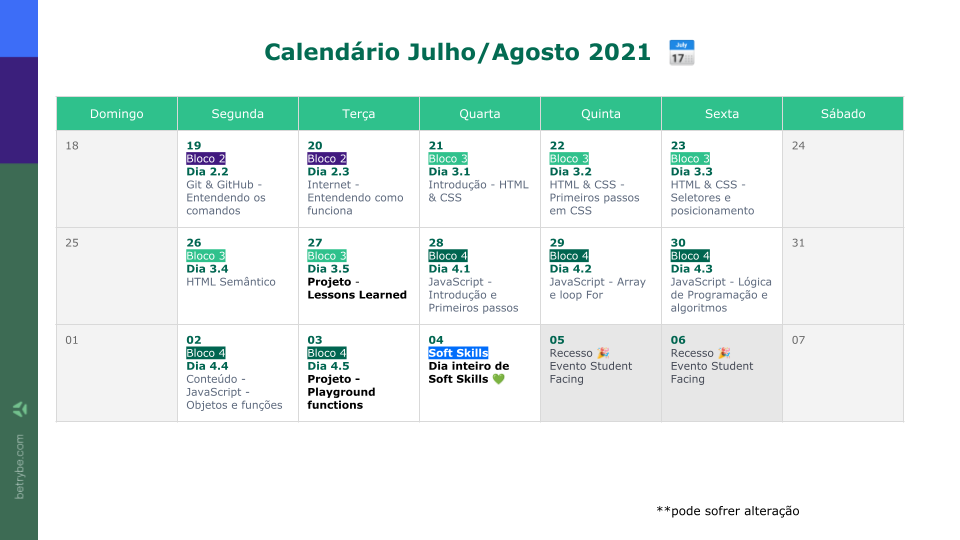 Calendário Julho/Agosto 2021
July
17
Domingo
Segunda
Terça
Quarta
Quinta
Sexta
Sábado
18
19
Bloco 2
Dia 2.2
Git & GitHub -
Entendendo os
comandos
20
Bloco 2
Dia 2.3
Internet -
Entendendo como
funciona
21
Bloco 3
Dia 3.1
Introdução - HTML
& CSS
22
Bloco 3
Dia 3.2
HTML & CSS -
Primeiros passos
em CSS
23
Bloco 3
Dia 3.3
HTML & CSS -
Seletores e
posicionamento
24
25
26
Bloco 3
Dia 3.4
HTML Semântico
27
Bloco 3
Dia 3.5
Projeto -
Lessons Learned
28
Bloco 4
Dia 4.1
JavaScript -
Introdução e
Primeiros passos
29
Bloco 4
Dia 4.2
JavaScript - Array
e loop For
30
Bloco 4
Dia 4.3
JavaScript - Lógica
de Programação e
algoritmos
31
01
02
Bloco 4
Dia 4.4
Conteúdo -
JavaScript -
Objetos e funções
03
Bloco 4
Dia 4.5
Projeto -
Playground
functions
04
Soft Skills
Dia inteiro de
Soft Skills 💚
05
Recesso 🎉
Evento Student
Facing
06
Recesso 🎉
Evento Student
Facing
07
betrybe.com
**pode sofrer alteração